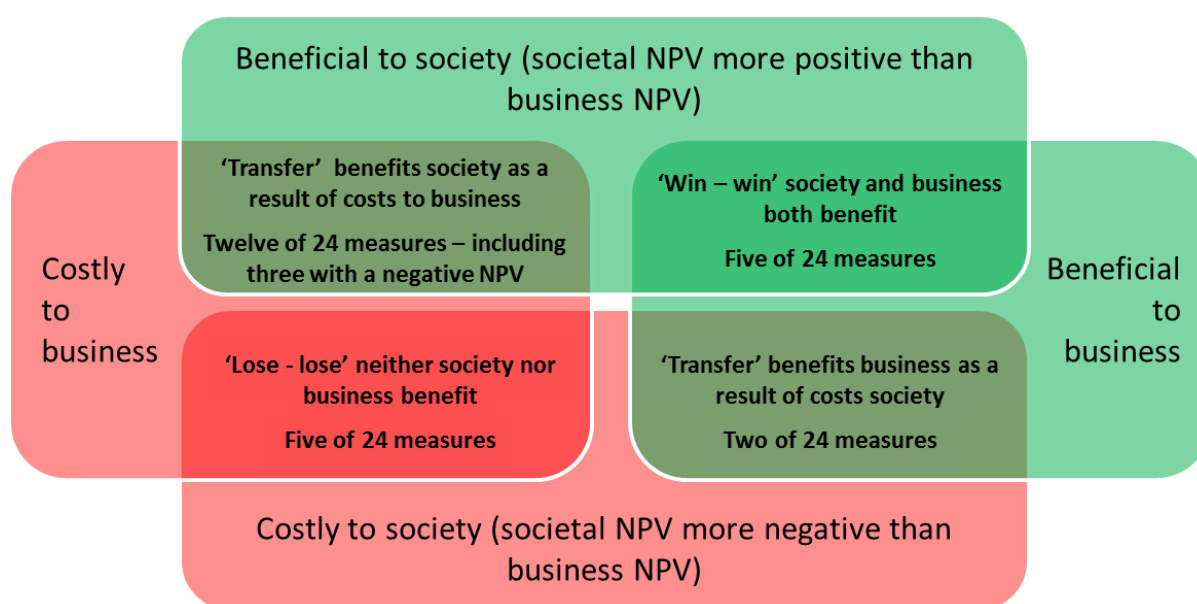 Beneficial to society (societal NPV more positive than
business NPV)
‘Transfer’ benefits society as a
result of costs to business
Twelve of 24 measures – including
three with a negative NPV
‘Win – win’ society and business
both benefit
Five of 24 measures
Costly
to
business
Beneficial
to
business
‘Lose - lose’ neither society nor
business benefit
Five of 24 measures
‘Transfer’ benefits business as a
result of costs society
Two of 24 measures
Costly to society (societal NPV more negative than
business NPV)